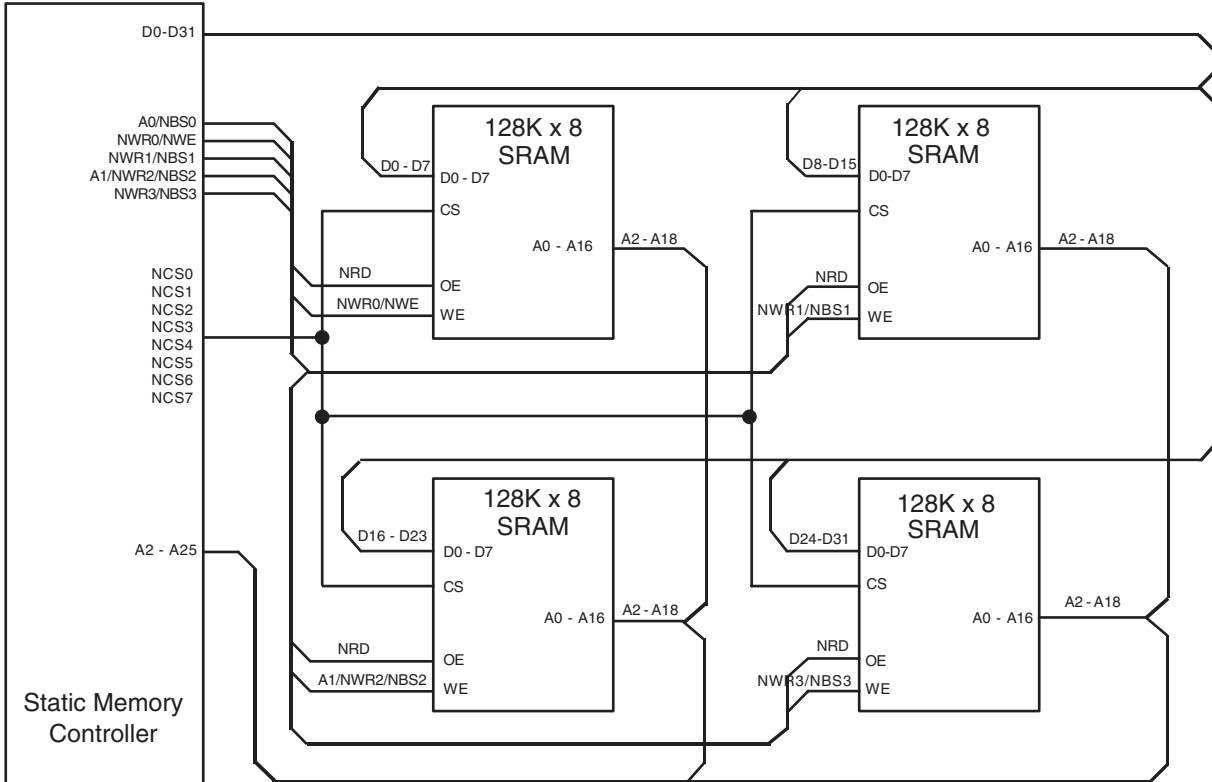 D0-D31
A0/NBS0
NWR0/NWE
NWR1/NBS1
A1/NWR2/NBS2
NWR3/NBS3
NCS0
NCS1
NCS2
NCS3
NCS4
NCS5
NCS6
NCS7
A2 - A25
Static Memory
Controller
128K x 8
SRAM
D0 - D7
D0 - D7
CS
A0 - A16
A2 - A18
NRD
OE
NWR0/NWE
WE
128K x 8
SRAM
D8-D15
D0-D7
CS
A0 - A16
A2 - A18
NRD
OE
NWR1/NBS1
WE
128K x 8
SRAM
D16 - D23
D0 - D7
CS
A0 - A16
A2 - A18
NRD
OE
A1/NWR2/NBS2
WE
128K x 8
SRAM
D24-D31
D0-D7
CS
A0 - A16
A2 - A18
NRD
OE
NWR3/NBS3
WE